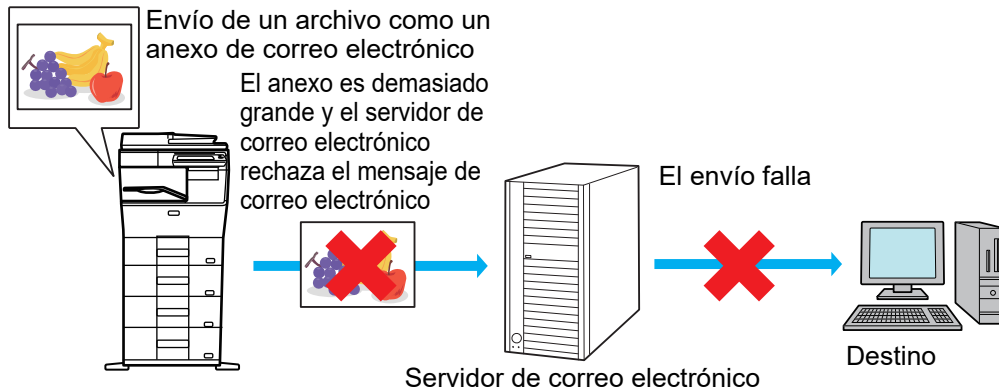 Envío de un archivo como un
anexo de correo electrónico
El anexo es demasiado
grande y el servidor de
correo electrónico
rechaza el mensaje de
correo electrónico
El envío falla
Destino
Servidor de correo electrónico